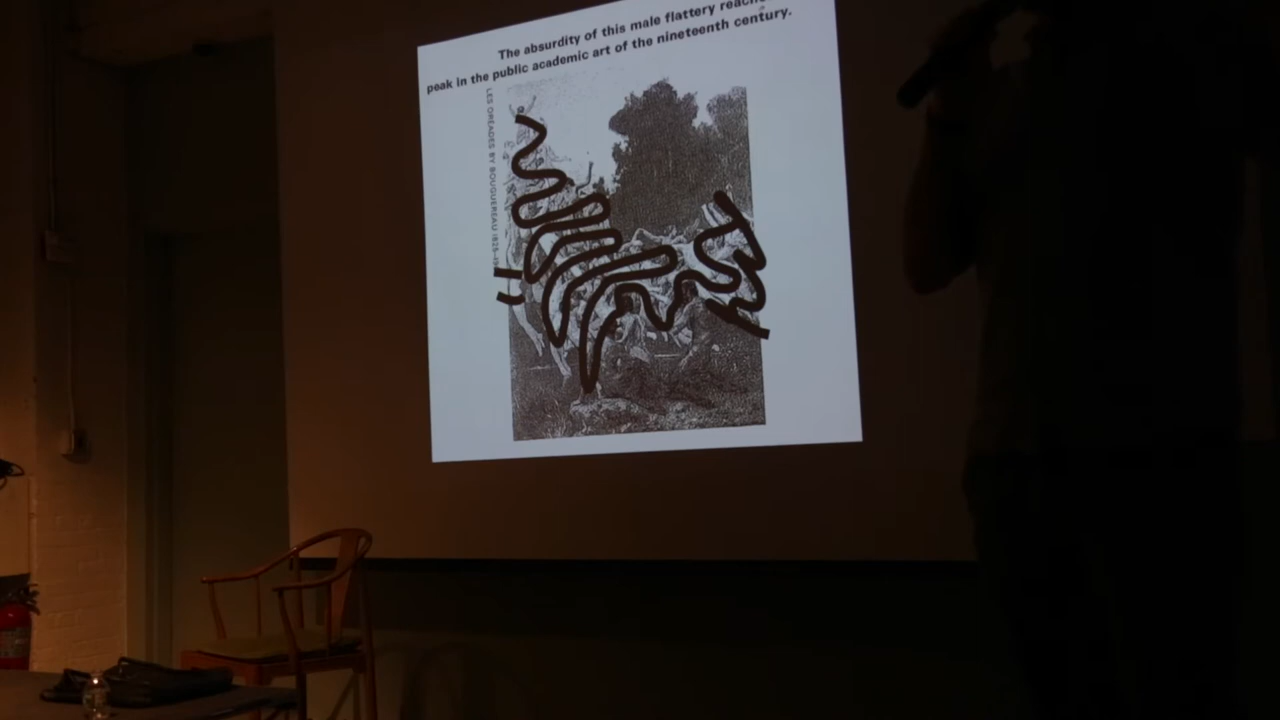 The absurdity of this male flattery
peak in the public academic art of the nineteenth century.
LES OREADES BY BOUGUEREAU 1825-